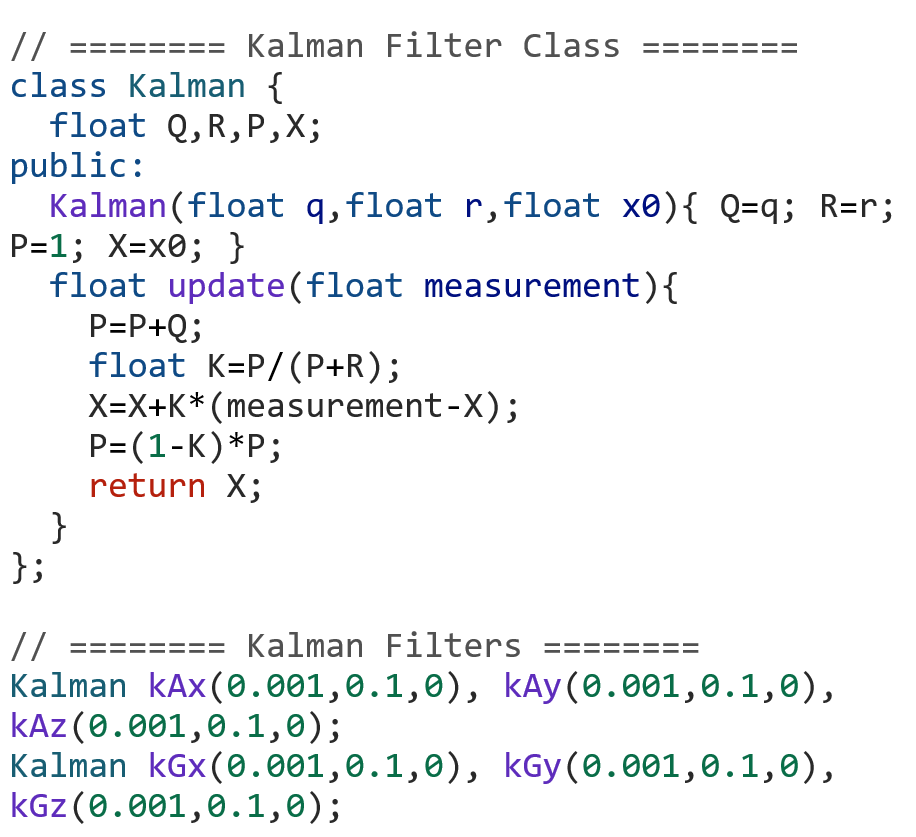 // ======== Kalman Filter Class ========
class Kalman {
  float Q,R,P,X;
public:
  Kalman(float q,float r,float x0){ Q=q; R=r;
P=1; X=x0; }
  float update(float measurement){
    P=P+Q;
    float K=P/(P+R);
    X=X+K*(measurement-X);
    P=(1-K)*P;
    return X;
  }
};

// ======== Kalman Filters ========
Kalman kAx(0.001,0.1,0), kAy(0.001,0.1,0),
kAz(0.001,0.1,0);
Kalman kGx(0.001,0.1,0), kGy(0.001,0.1,0),
kGz(0.001,0.1,0);